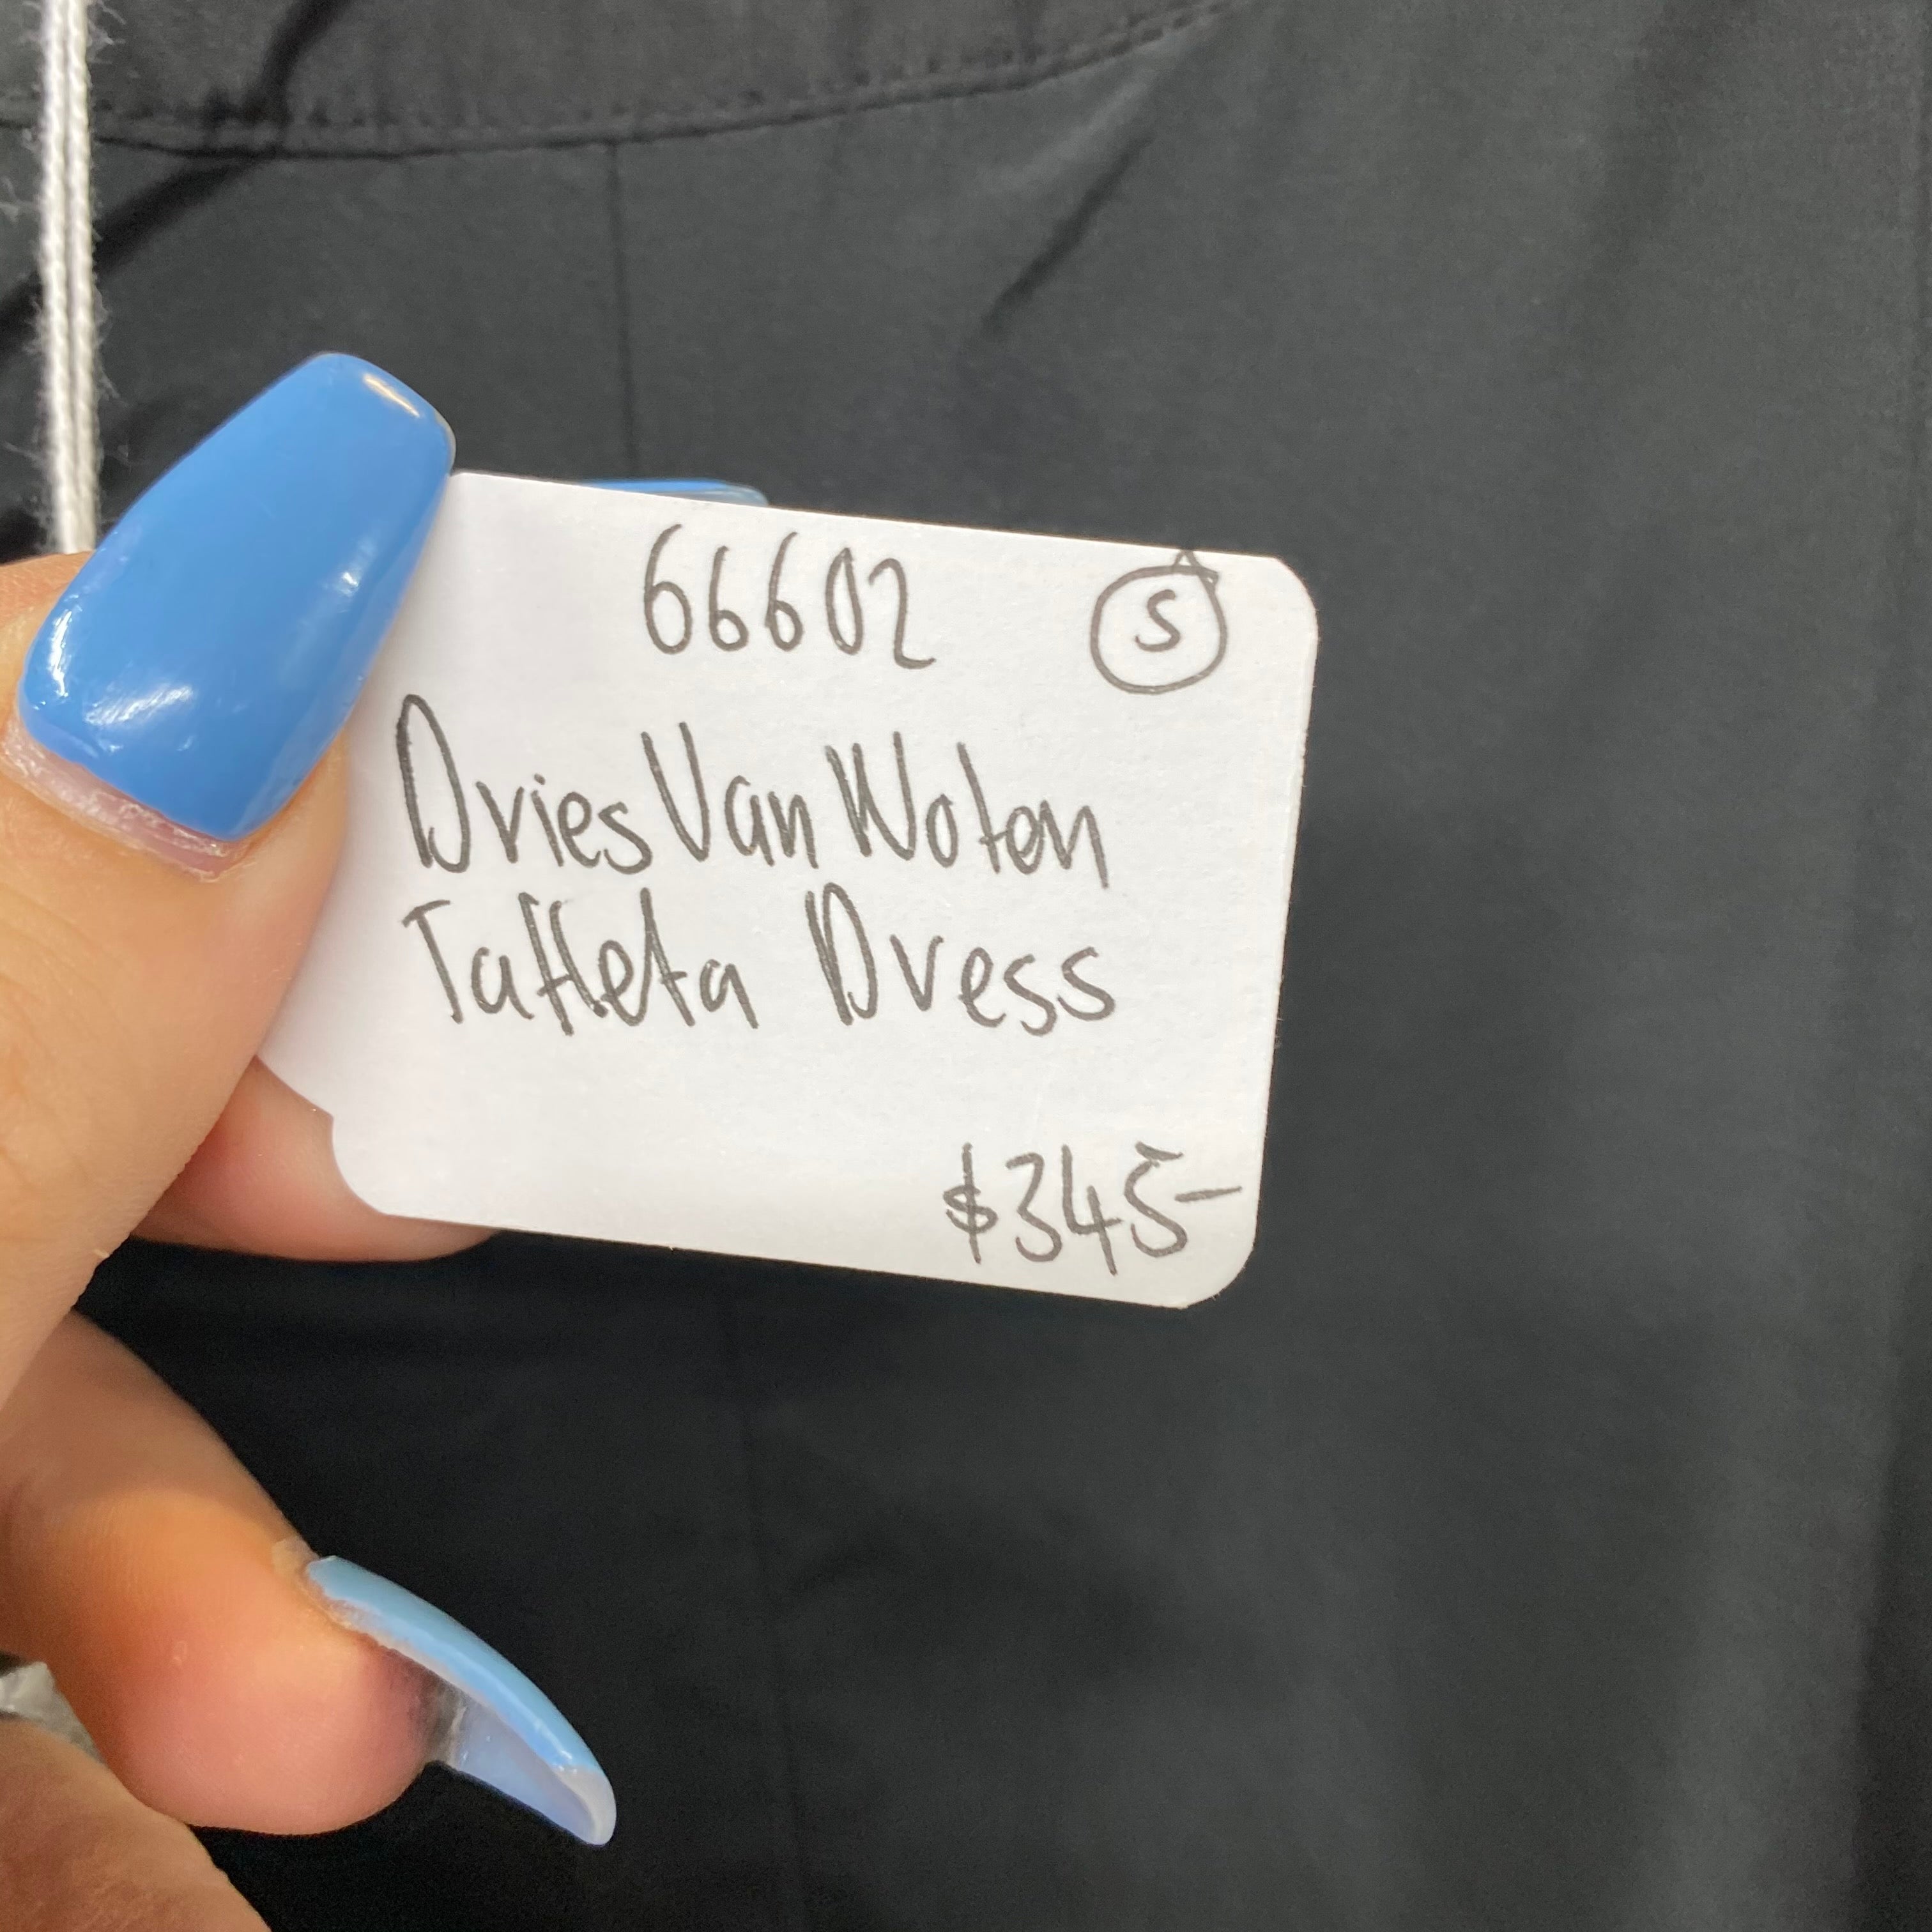 66602 S
Dries Van Noten
Taffeta Dress
$345-